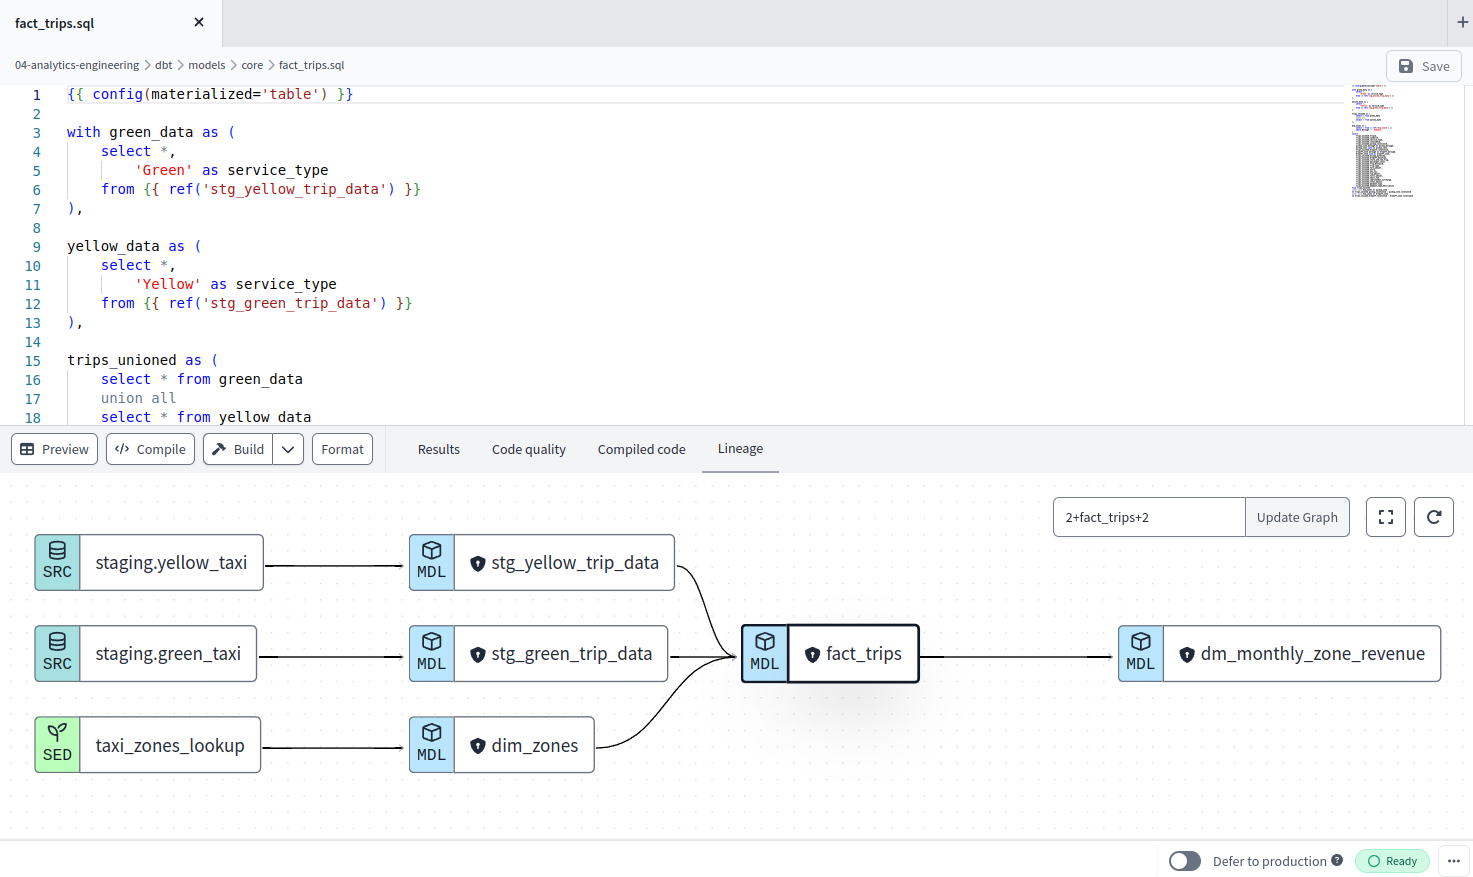 fact_trips.sql
04-analytics-engineering > dbt > models > core > fact_trips.sql
Save
1 {{ config(materialized='table') }}
2
3 with green_data as (
4 select *,
5 'Green' as service_type
6 from {{ ref('stg_yellow_trip_data') }}
7 ),
8
9 yellow_data as (
10 select *,
11 'Yellow' as service_type
12 from {{ ref('stg_green_trip_data') }}
13 ),
14
15 trips_unioned as (
16 select * from green_data
17 union all
18 select * from yellow_data
Preview Compile Build Format Results Code quality Compiled code Lineage
2+fact_trips+2 Update Graph
SRC staging.yellow_taxi MDL stg_yellow_trip_data
SRC staging.green_taxi MDL stg_green_trip_data MDL fact_trips MDL dm_monthly_zone_revenue
SED taxi_zones_lookup MDL dim_zones
Defer to production ? Ready